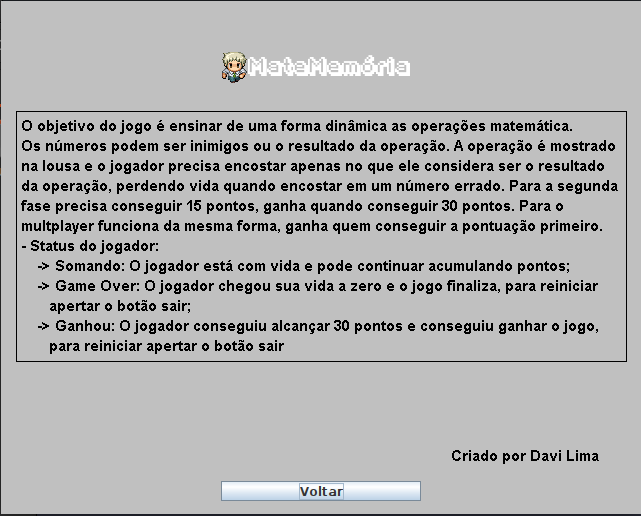 MateMemória
O objetivo do jogo é ensinar de uma forma dinâmica as operações matemática.
Os números podem ser inimigos ou o resultado da operação. A operação é mostrado
na lousa e o jogador precisa encostar apenas no que ele considera ser o resultado
da operação, perdendo vida quando encostar em um número errado. Para a segunda
fase precisa conseguir 15 pontos, ganha quando conseguir 30 pontos. Para o
multplayer funciona da mesma forma, ganha quem conseguir a pontuação primeiro.
- Status do jogador:
-> Somando: O jogador está com vida e pode continuar acumulando pontos;
-> Game Over: O jogador chegou sua vida a zero e o jogo finaliza, para reiniciar
apertar o botão sair;
-> Ganhou: O jogador conseguiu alcançar 30 pontos e conseguiu ganhar o jogo,
para reiniciar apertar o botão sair
Criado por Davi Lima
Voltar